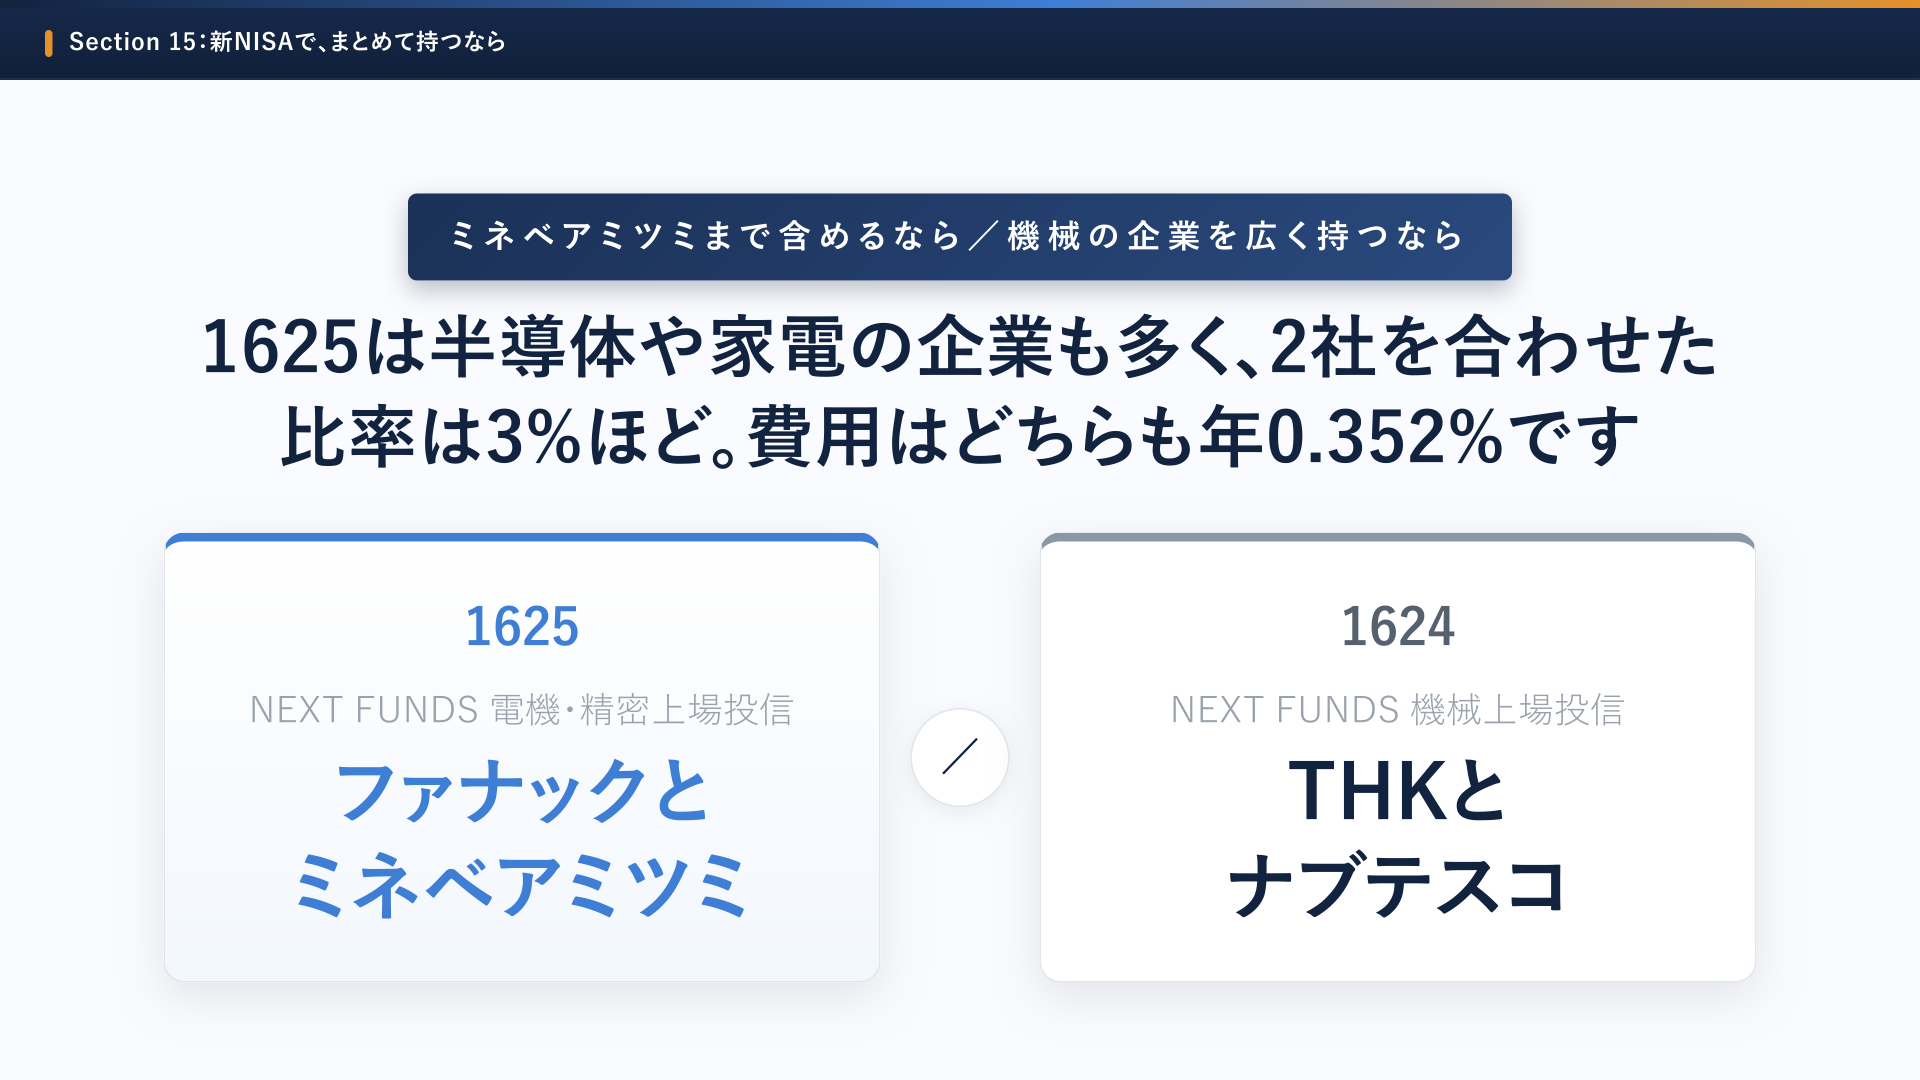 Section 15：新NISAで、まとめて持つなら
ミネベアミツミまで含めるなら／機械の企業を広く持つなら
1625は半導体や家電の企業も多く、2社を合わせた
比率は3%ほど。費用はどちらも年0.352%です
1625
NEXT FUNDS 電機・精密上場投信
ファナックと
ミネベアミツミ
／
1624
NEXT FUNDS 機械上場投信
THKと
ナブテスコ